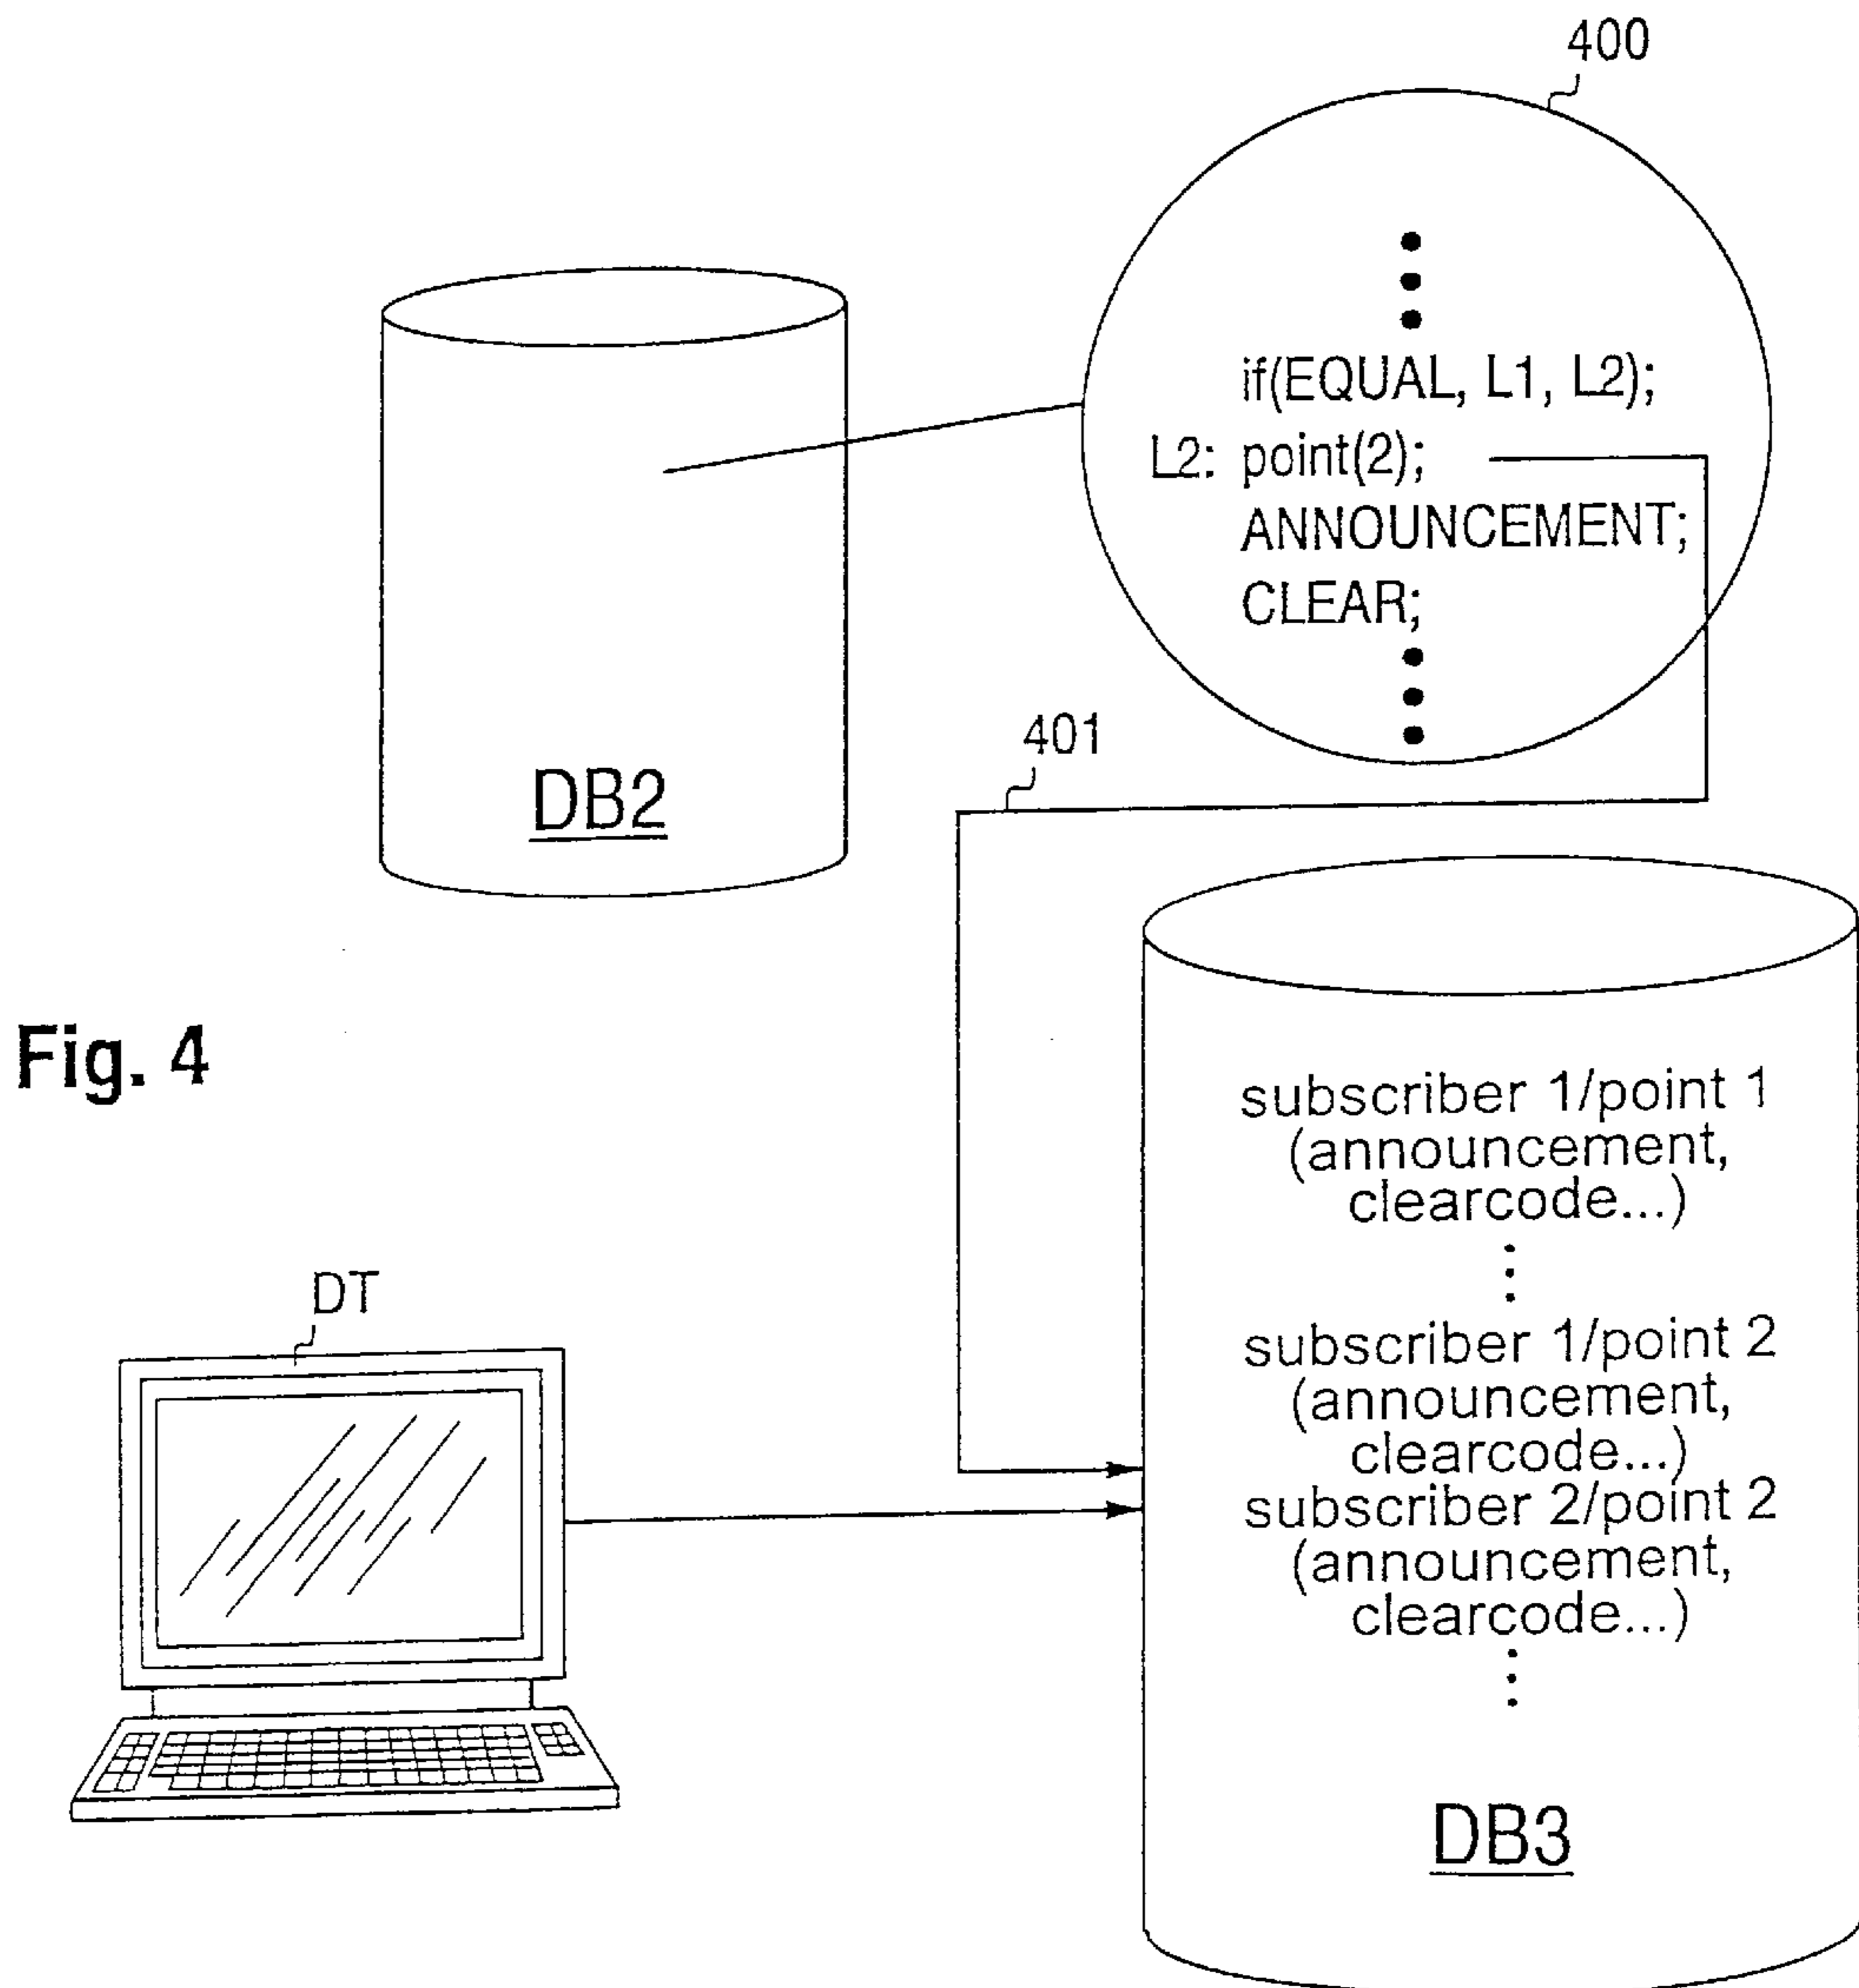 400
if(EQUAL, L1, L2);
L2: point(2);
ANNOUNCEMENT;
CLEAR;
401
DB2
Fig. 4
subscriber 1/point 1
(announcement,
clearcode...)
DT
subscriber 1/point 2
(announcement,
clearcode...)
subscriber 2/point 2
(announcement,
clearcode...)
DB3